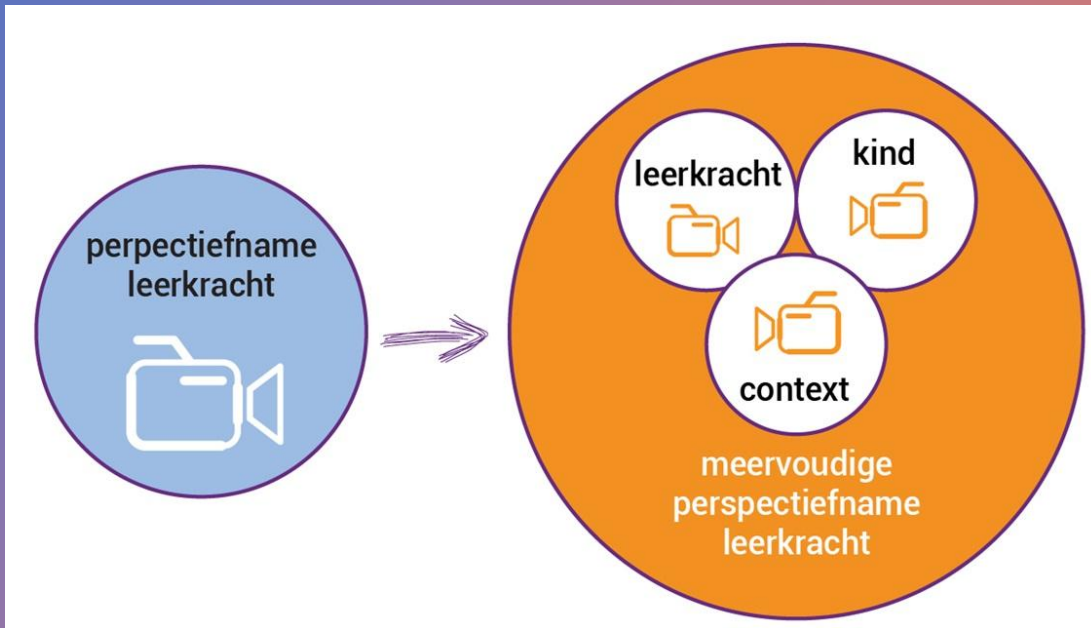 perpectiefname
leerkracht
leerkracht
kind
context
meervoudige
perspectiefname
leerkracht